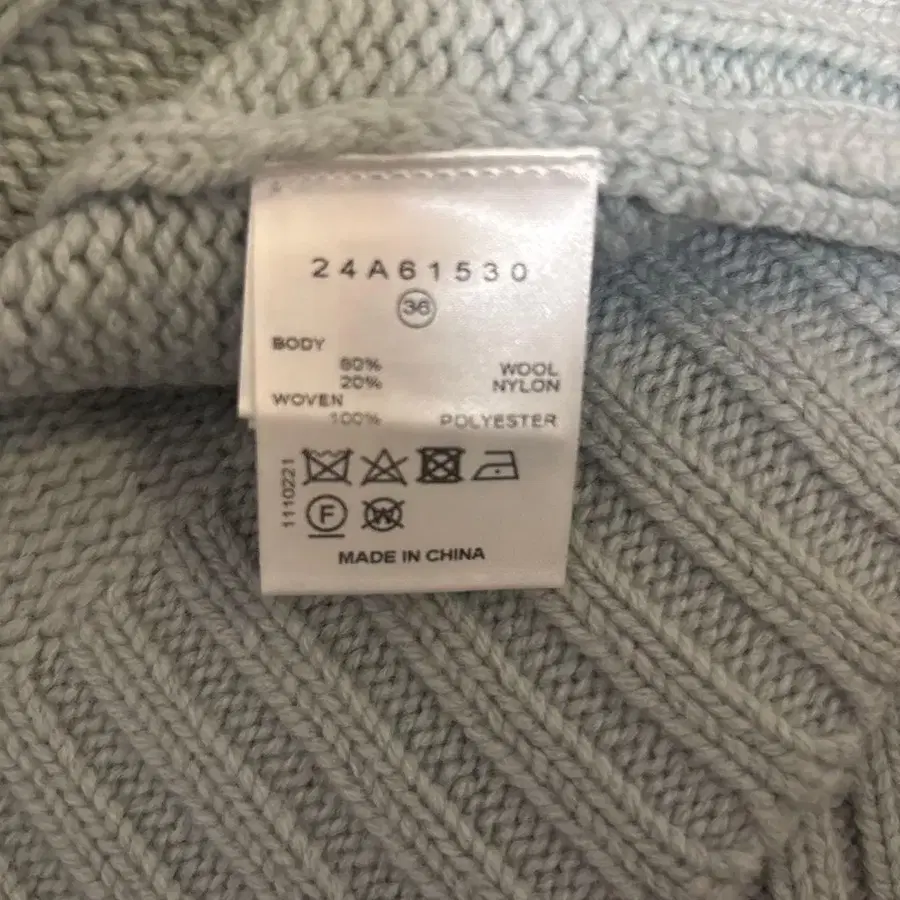 24A61530
36
BODY
80% WOOL
20% NYLON
WOVEN
100% POLYESTER
1110221
F W
MADE IN CHINA